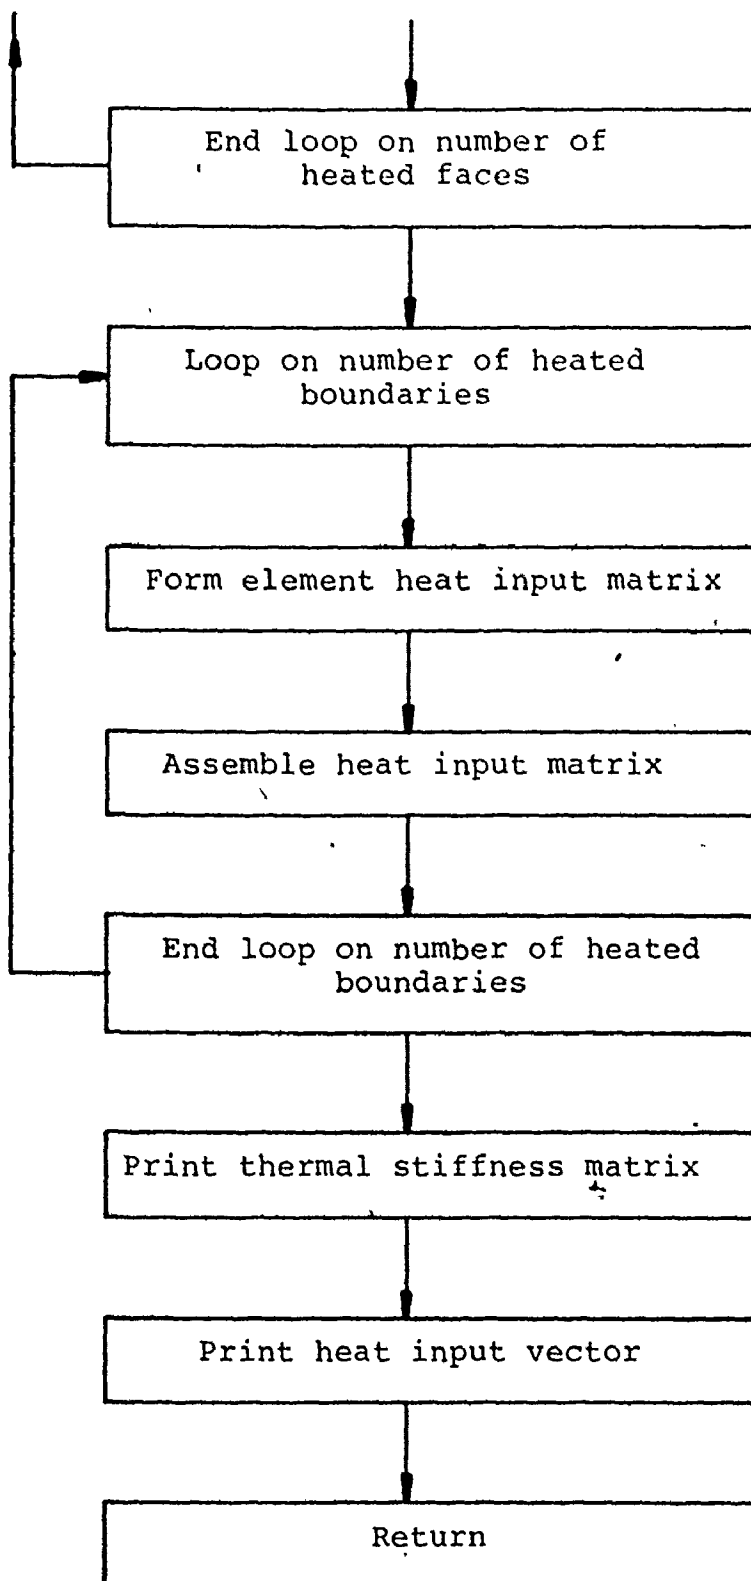 End loop on number of
heated faces
Loop on number of heated
boundaries
Form element heat input matrix
Assemble heat input matrix
End loop on number of heated
boundaries
Print thermal stiffness matrix
Print heat input vector
Return